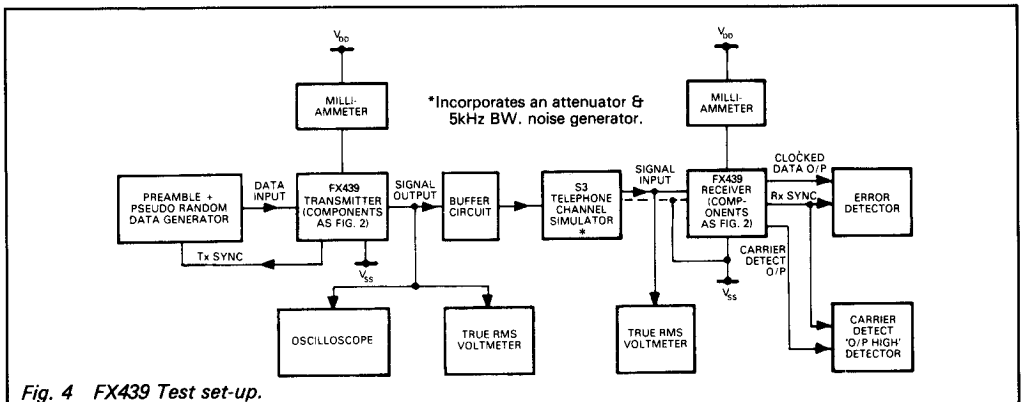 V_DD
MILLI-
AMMETER
*Incorporates an attenuator &
5kHz BW. noise generator.
V_DD
MILLI-
AMMETER
PREAMBLE +
PSEUDO RANDOM
DATA GENERATOR
DATA
INPUT
FX439
TRANSMITTER
(COMPONENTS
AS FIG. 2)
SIGNAL
OUTPUT
BUFFER
CIRCUIT
S3
TELEPHONE
CHANNEL
SIMULATOR
*
SIGNAL
INPUT
FX439
RECEIVER
(COMP-
ONENTS
AS FIG. 2)
CLOCKED
DATA O/P
Rx SYNC
ERROR
DETECTOR
Tx SYNC
V_SS
CARRIER
DETECT
O/P
V_SS
OSCILLOSCOPE
TRUE RMS
VOLTMETER
TRUE RMS
VOLTMETER
CARRIER
DETECT
'O/P HIGH'
DETECTOR
Fig. 4 FX439 Test set-up.